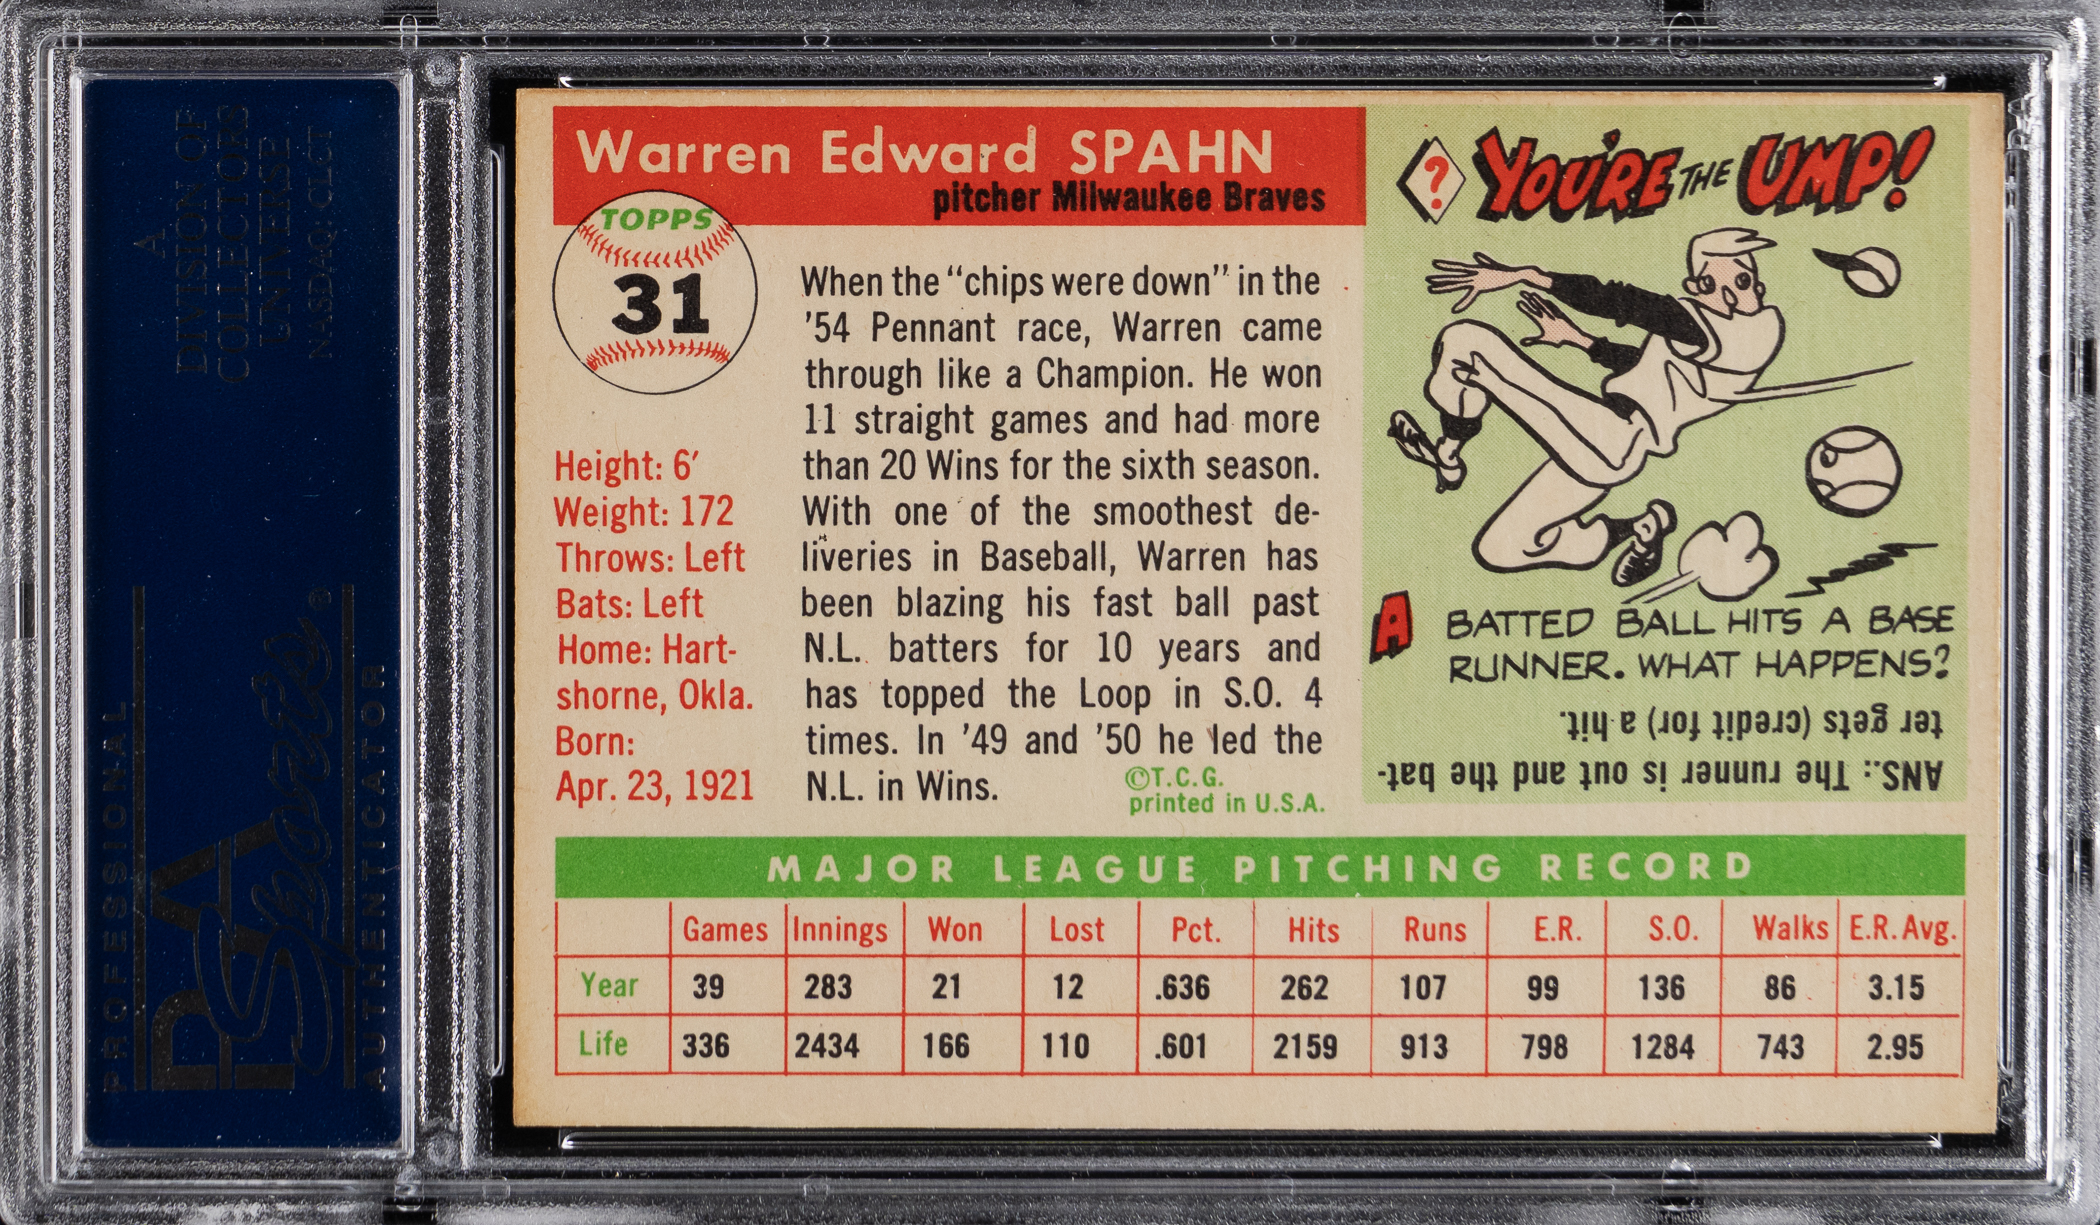 A
DIVISION OF
COLLECTORS
UNIVERSE
NASDAQ: CLCT
PROFESSIONAL
PSA
Sports®
AUTHENTICATOR
Warren Edward SPAHN
pitcher Milwaukee Braves
TOPPS
31
Height: 6′
Weight: 172
Throws: Left
Bats: Left
Home: Hart-
shorne, Okla.
Born:
Apr. 23, 1921
When the "chips were down" in the
'54 Pennant race, Warren came
through like a Champion. He won
11 straight games and had more
than 20 Wins for the sixth season.
With one of the smoothest de-
liveries in Baseball, Warren has
been blazing his fast ball past
N.L. batters for 10 years and
has topped the Loop in S.O. 4
times. In '49 and '50 he led the
N.L. in Wins.
©T.C.G.
printed in U.S.A.
? YOU'RE THE UMP!
A BATTED BALL HITS A BASE
RUNNER. WHAT HAPPENS?
ANS.: The runner is out and the bat-
ter gets (credit for) a hit.
MAJOR LEAGUE PITCHING RECORD
Games Innings Won Lost Pct. Hits Runs E.R. S.O. Walks E.R. Avg.
Year 39 283 21 12 .636 262 107 99 136 86 3.15
Life 336 2434 166 110 .601 2159 913 798 1284 743 2.95